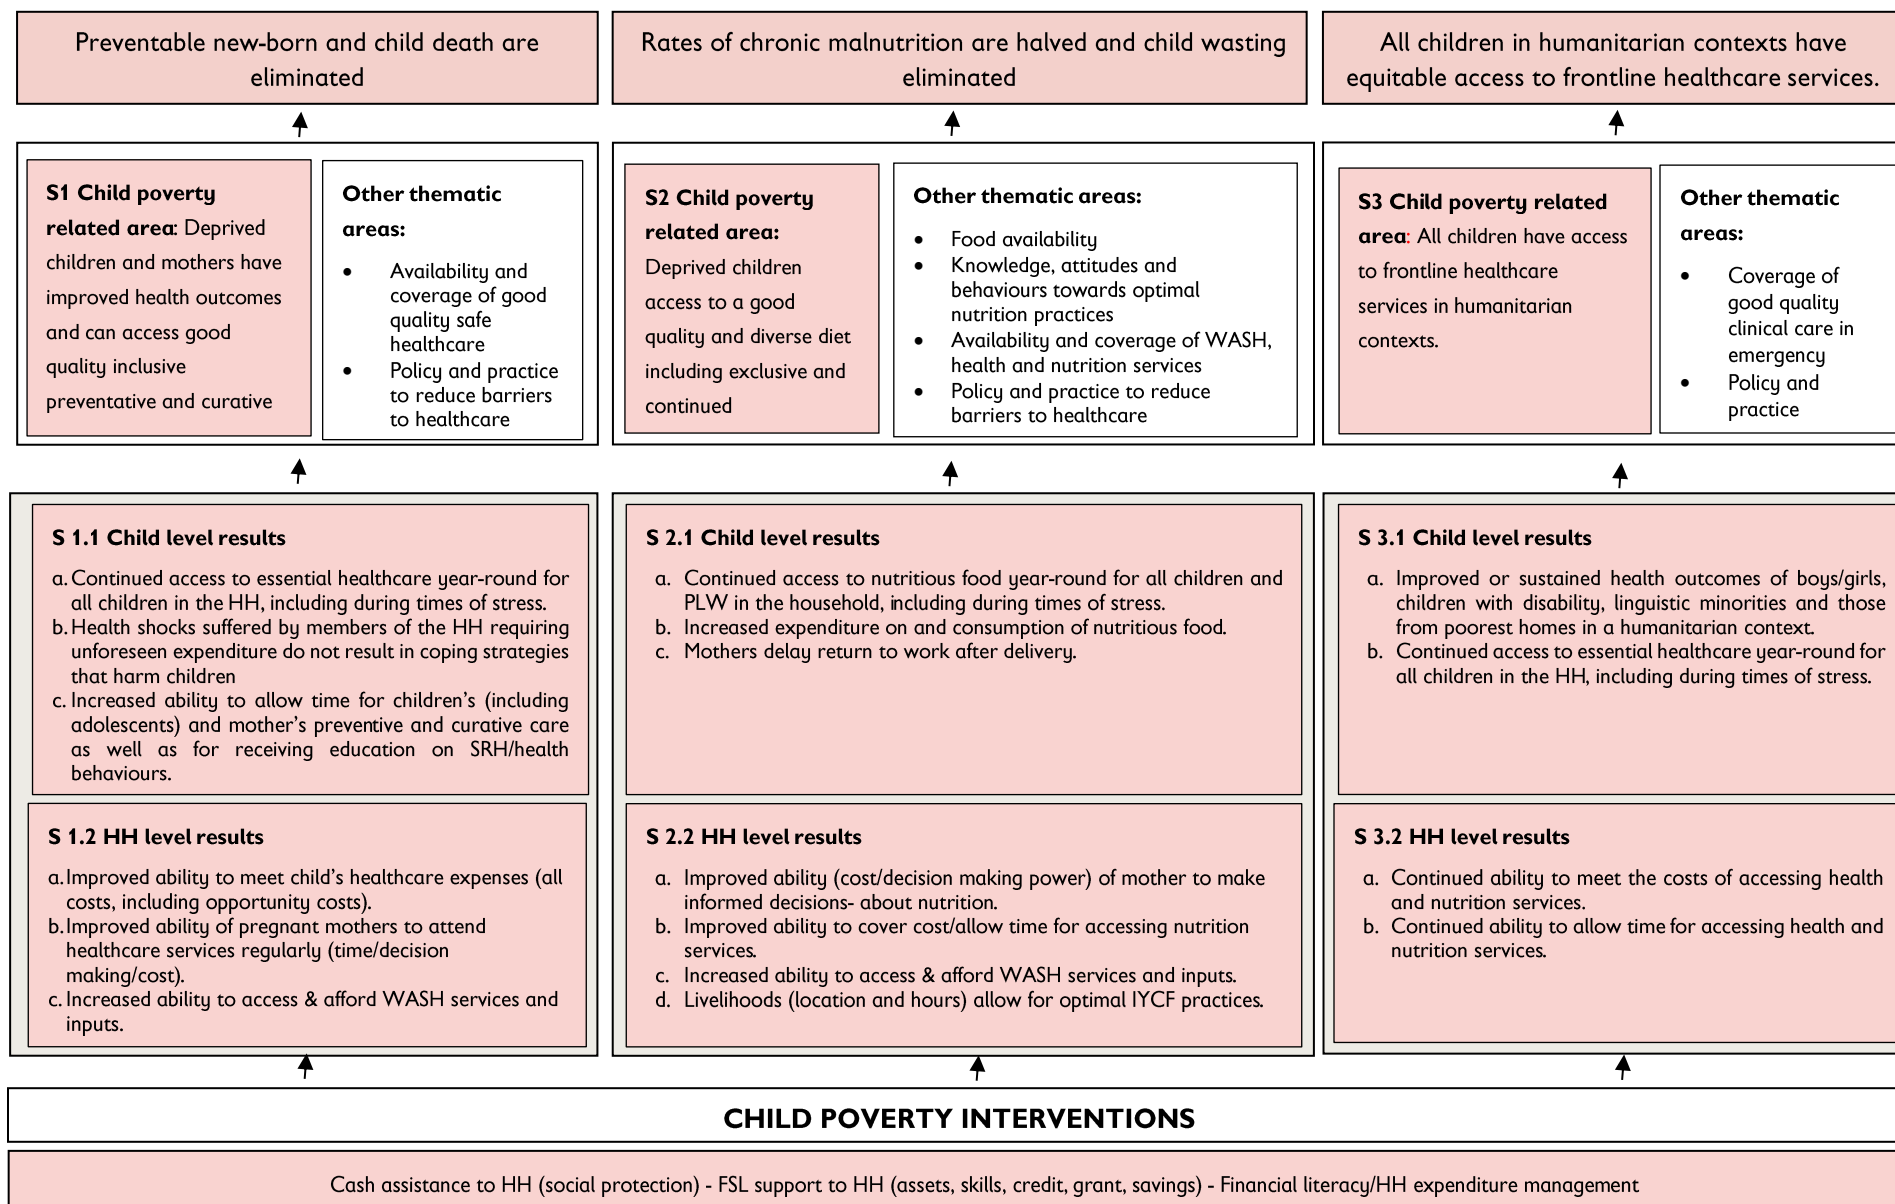 Preventable new-born and child death are
eliminated
Rates of chronic malnutrition are halved and child wasting
eliminated
All children in humanitarian contexts have
equitable access to frontline healthcare services.
S1 Child poverty
related area: Deprived
children and mothers have
improved health outcomes
and can access good
quality inclusive
preventative and curative
Other thematic
areas:
• Availability and
coverage of good
quality safe
healthcare
• Policy and practice
to reduce barriers
to healthcare
S2 Child poverty
related area:
Deprived children
access to a good
quality and diverse diet
including exclusive and
continued
Other thematic areas:
• Food availability
• Knowledge, attitudes and
behaviours towards optimal
nutrition practices
• Availability and coverage of WASH,
health and nutrition services
• Policy and practice to reduce
barriers to healthcare
S3 Child poverty related
area: All children have access
to frontline healthcare
services in humanitarian
contexts.
Other thematic
areas:
• Coverage of
good quality
clinical care in
emergency
• Policy and
practice
S 1.1 Child level results
a. Continued access to essential healthcare year-round for
all children in the HH, including during times of stress.
b. Health shocks suffered by members of the HH requiring
unforeseen expenditure do not result in coping strategies
that harm children
c. Increased ability to allow time for children's (including
adolescents) and mother's preventive and curative care
as well as for receiving education on SRH/health
behaviours.
S 2.1 Child level results
a. Continued access to nutritious food year-round for all children and
PLW in the household, including during times of stress.
b. Increased expenditure on and consumption of nutritious food.
c. Mothers delay return to work after delivery.
S 3.1 Child level results
a. Improved or sustained health outcomes of boys/girls,
children with disability, linguistic minorities and those
from poorest homes in a humanitarian context.
b. Continued access to essential healthcare year-round for
all children in the HH, including during times of stress.
S 1.2 HH level results
a. Improved ability to meet child's healthcare expenses (all
costs, including opportunity costs).
b. Improved ability of pregnant mothers to attend
healthcare services regularly (time/decision
making/cost).
c. Increased ability to access & afford WASH services and
inputs.
S 2.2 HH level results
a. Improved ability (cost/decision making power) of mother to make
informed decisions- about nutrition.
b. Improved ability to cover cost/allow time for accessing nutrition
services.
c. Increased ability to access & afford WASH services and inputs.
d. Livelihoods (location and hours) allow for optimal IYCF practices.
S 3.2 HH level results
a. Continued ability to meet the costs of accessing health
and nutrition services.
b. Continued ability to allow time for accessing health and
nutrition services.
CHILD POVERTY INTERVENTIONS
Cash assistance to HH (social protection) - FSL support to HH (assets, skills, credit, grant, savings) - Financial literacy/HH expenditure management